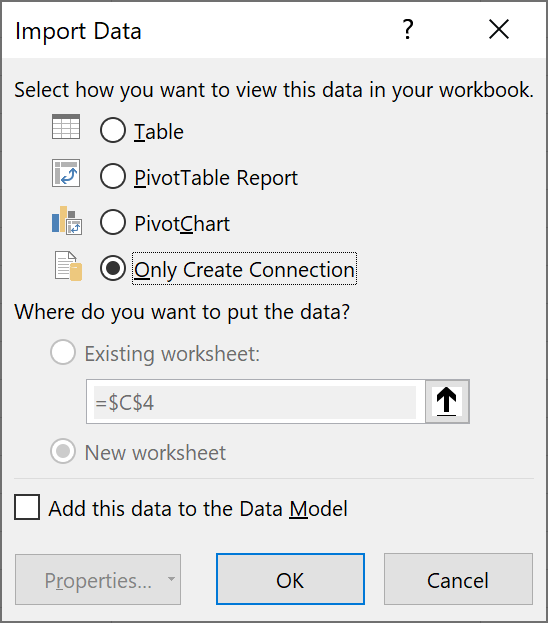 Import Data ?
Select how you want to view this data in your workbook.
Table
PivotTable Report
PivotChart
Only Create Connection
Where do you want to put the data?
Existing worksheet:
=$C$4
New worksheet
Add this data to the Data Model
Properties... OK Cancel